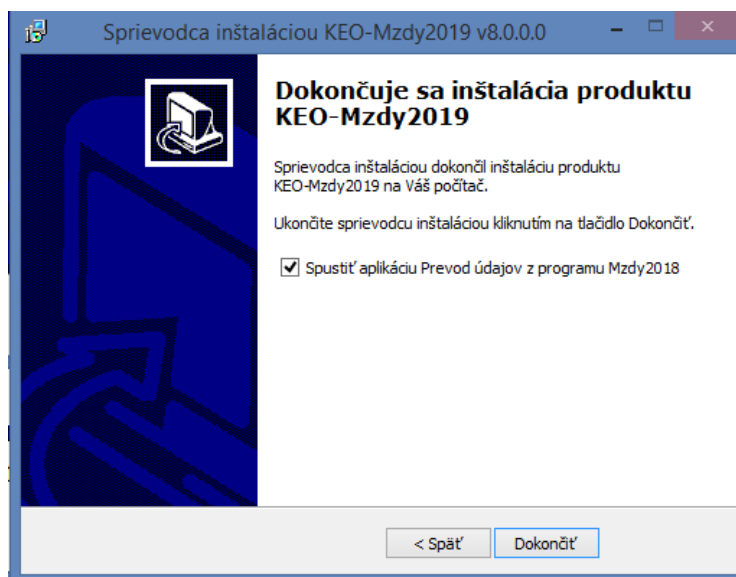 Sprievodca inštaláciou KEO-Mzdy2019 v8.0.0.0
Dokončuje sa inštalácia produktu
KEO-Mzdy2019
Sprievodca inštaláciou dokončil inštaláciu produktu
KEO-Mzdy2019 na Váš počítač.
Ukončite sprievodcu inštaláciou kliknutím na tlačidlo Dokončiť.
Spustiť aplikáciu Prevod údajov z programu Mzdy2018
< Späť
Dokončiť